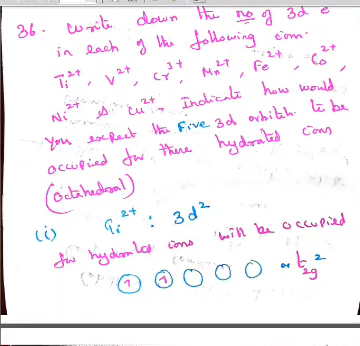 36. Write down the no of 3d e
in each of the following ions.
Ti²⁺, V²⁺, Cr³⁺, Mn²⁺, Fe²⁺, Co²⁺,
Ni²⁺ & Cu²⁺. Indicate how would
you expect the Five 3d orbitals to be
occupied for these hydrated ions
(octahedral)
(i) Ti²⁺ : 3d²
for hydrated ions will be occupied
↑ ↑ or t₂g²